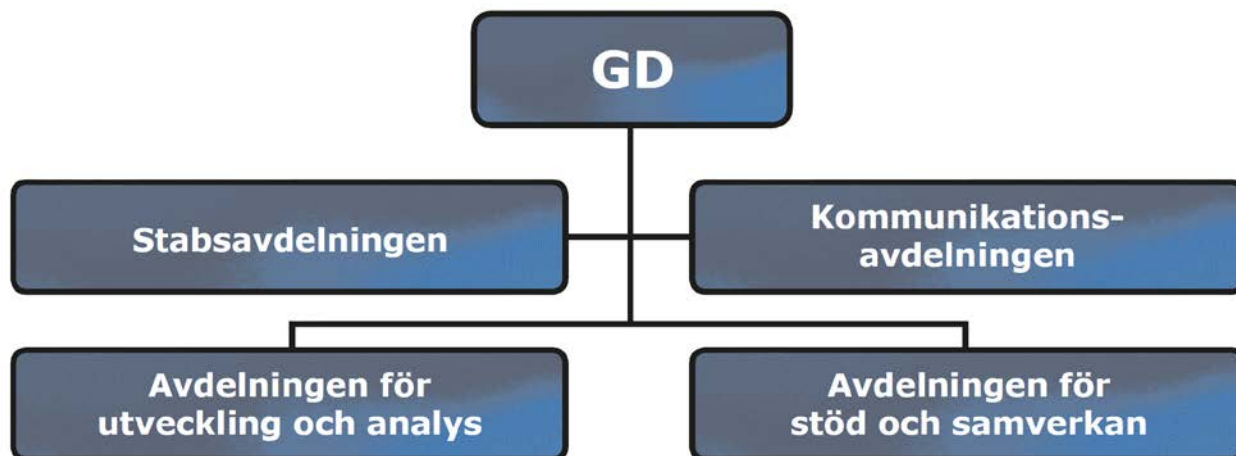 GD
Stabsavdelningen
Kommunikations-
avdelningen
Avdelningen för
utveckling och analys
Avdelningen för
stöd och samverkan